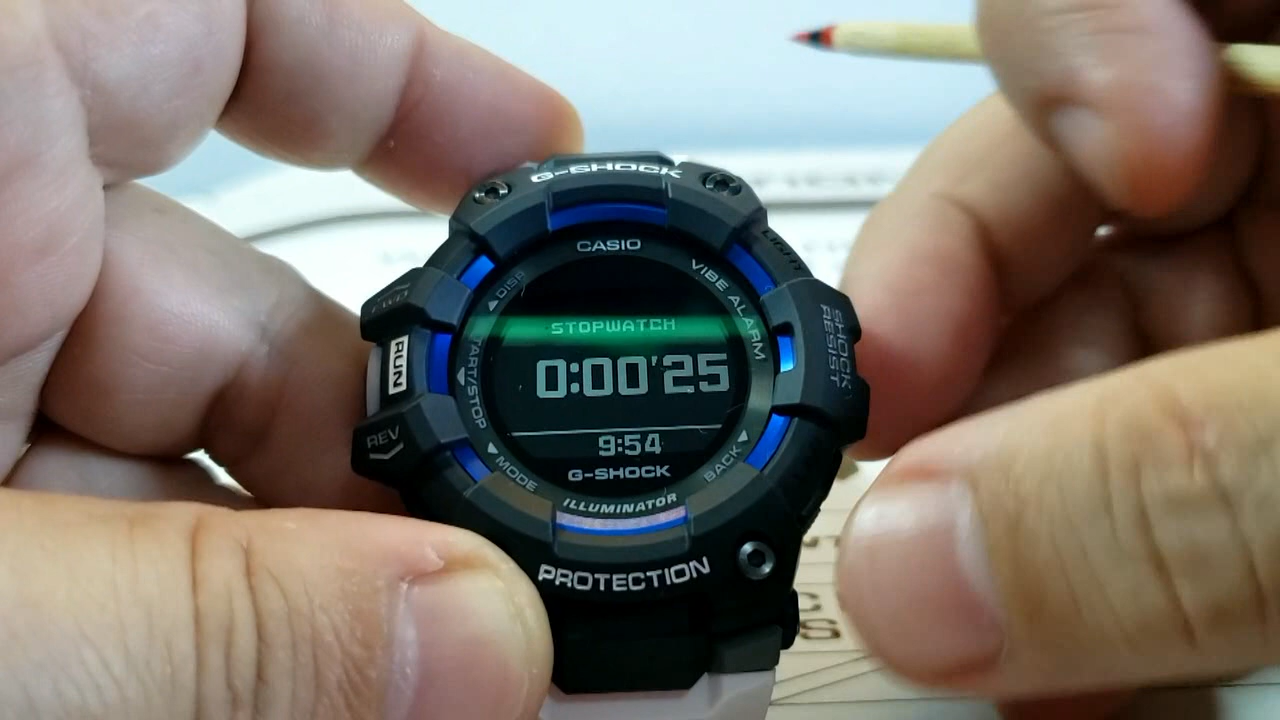 G-SHOCK
CASIO
LIGHT
DISP
VIBE ALARM
FWD
STOPWATCH
SHOCK
RESIST
RUN
START/STOP
0:00'25
REV
9:54
MODE
BACK
G-SHOCK
ILLUMINATOR
PROTECTION